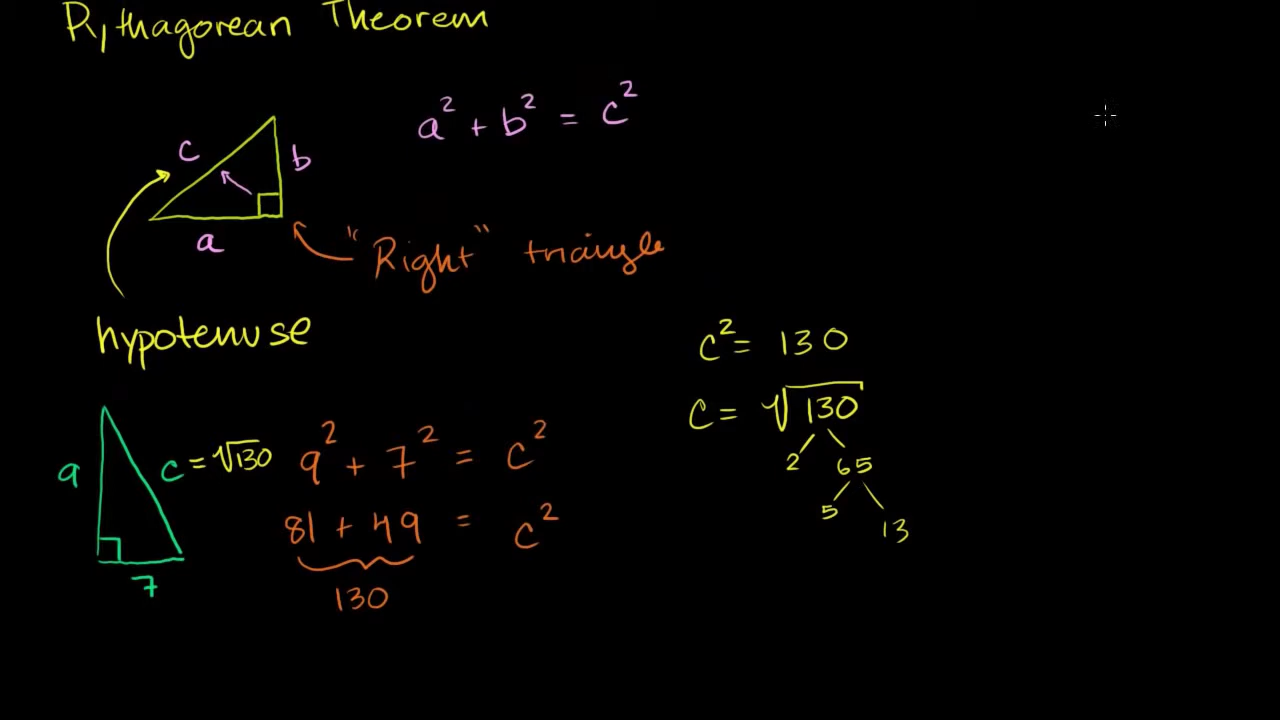 Pythagorean Theorem
a² + b² = c²
c
b
a
"Right" triangle
hypotenuse
c² = 130
c = √130
2 65
5 13
9
c = √130
7
9² + 7² = c²
81 + 49 = c²
130